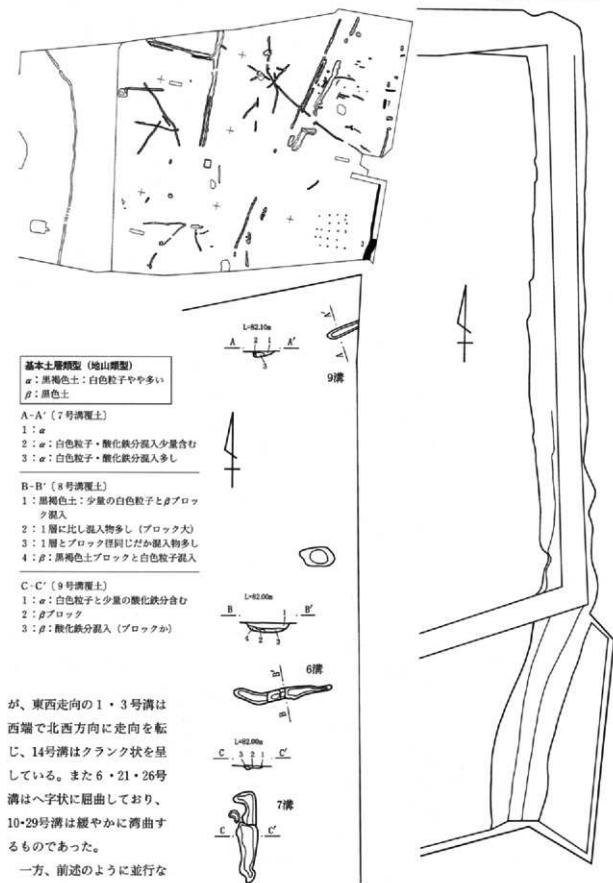 3
基本土層類型（地山類型）
α：黒褐色土：白色粒子やや多い
β：黒色土
A-A′（7号溝覆土）
1：α
2：α：白色粒子・酸化鉄分混入少量含む
3：α：白色粒子・酸化鉄分混入多し
B-B′（8号溝覆土）
1：黒褐色土：少量の白色粒子とβブロッ
ク混入
2：1層に比し混入物多し（ブロック大）
3：1層とブロック径同じだか混入物多し
4：β：黒褐色土ブロックと白色粒子混入
C-C′（9号溝覆土）
1：α：白色粒子と少量の酸化鉄分含む
2：βブロック
3：β：酸化鉄分混入（ブロックか）
が、東西走向の1・3号溝は
西端で北西方向に走向を転
じ、14号溝はクランク状を呈
している。また6・21・26号
溝はへ字状に屈曲しており、
10・29号溝は緩やかに湾曲す
るものであった。
一方、前述のように並行な
L=82.10m
A 2 1 A′
3
A′
A
9溝
L=82.00m
B 1 B′
4 2 3
B′
6溝
B
L=82.00m
C 3 2 1 C′
7溝
C C′